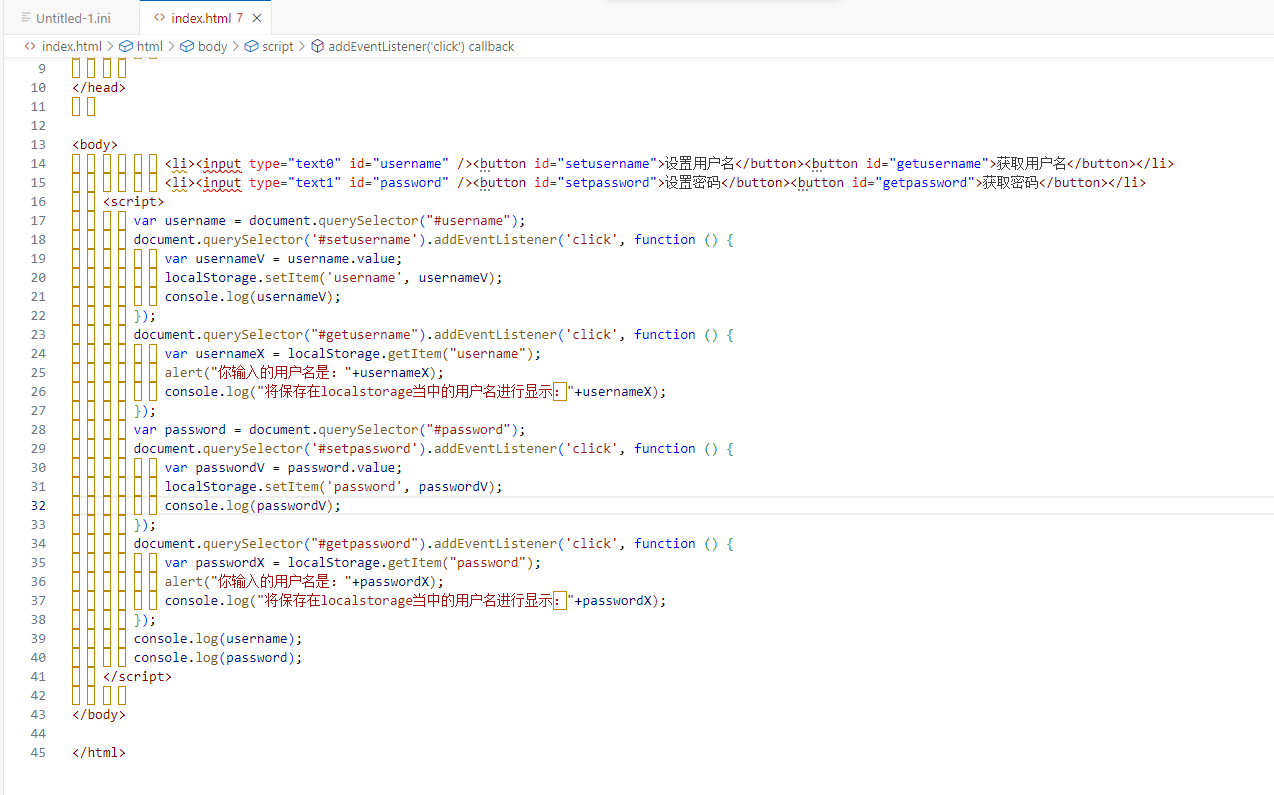 Untitled-1.ini
index.html 7
index.html html body script addEventListener('click') callback
9
10 </head>
11
12
13 <body>
14 <li><input type="text0" id="username" /><button id="setusername">设置用户名</button><button id="getusername">获取用户名</button></li>
15 <li><input type="text1" id="password" /><button id="setpassword">设置密码</button><button id="getpassword">获取密码</button></li>
16 <script>
17 var username = document.querySelector("#username");
18 document.querySelector('#setusername').addEventListener('click', function () {
19 var usernameV = username.value;
20 localStorage.setItem('username', usernameV);
21 console.log(usernameV);
22 });
23 document.querySelector("#getusername").addEventListener('click', function () {
24 var usernameX = localStorage.getItem("username");
25 alert("你输入的用户名是："+usernameX);
26 console.log("将保存在localstorage当中的用户名进行显示："+usernameX);
27 });
28 var password = document.querySelector("#password");
29 document.querySelector('#setpassword').addEventListener('click', function () {
30 var passwordV = password.value;
31 localStorage.setItem('password', passwordV);
32 console.log(passwordV);
33 });
34 document.querySelector("#getpassword").addEventListener('click', function () {
35 var passwordX = localStorage.getItem("password");
36 alert("你输入的用户名是："+passwordX);
37 console.log("将保存在localstorage当中的用户名进行显示："+passwordX);
38 });
39 console.log(username);
40 console.log(password);
41 </script>
42
43 </body>
44
45 </html>